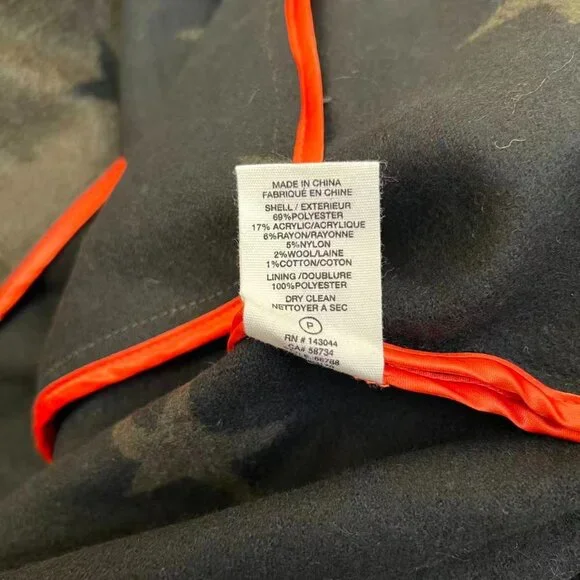 MADE IN CHINA
FABRIQUÉ EN CHINE
SHELL / EXTERIEUR
69%POLYESTER
17% ACRYLIC/ACRYLIQUE
6%RAYON/RAYONNE
5%NYLON
2%WOOL/LAINE
1%COTTON/COTON
LINING /DOUBLURE
100%POLYESTER
DRY CLEAN
NETTOYER A SEC
P
RN # 143044
CA# 58734